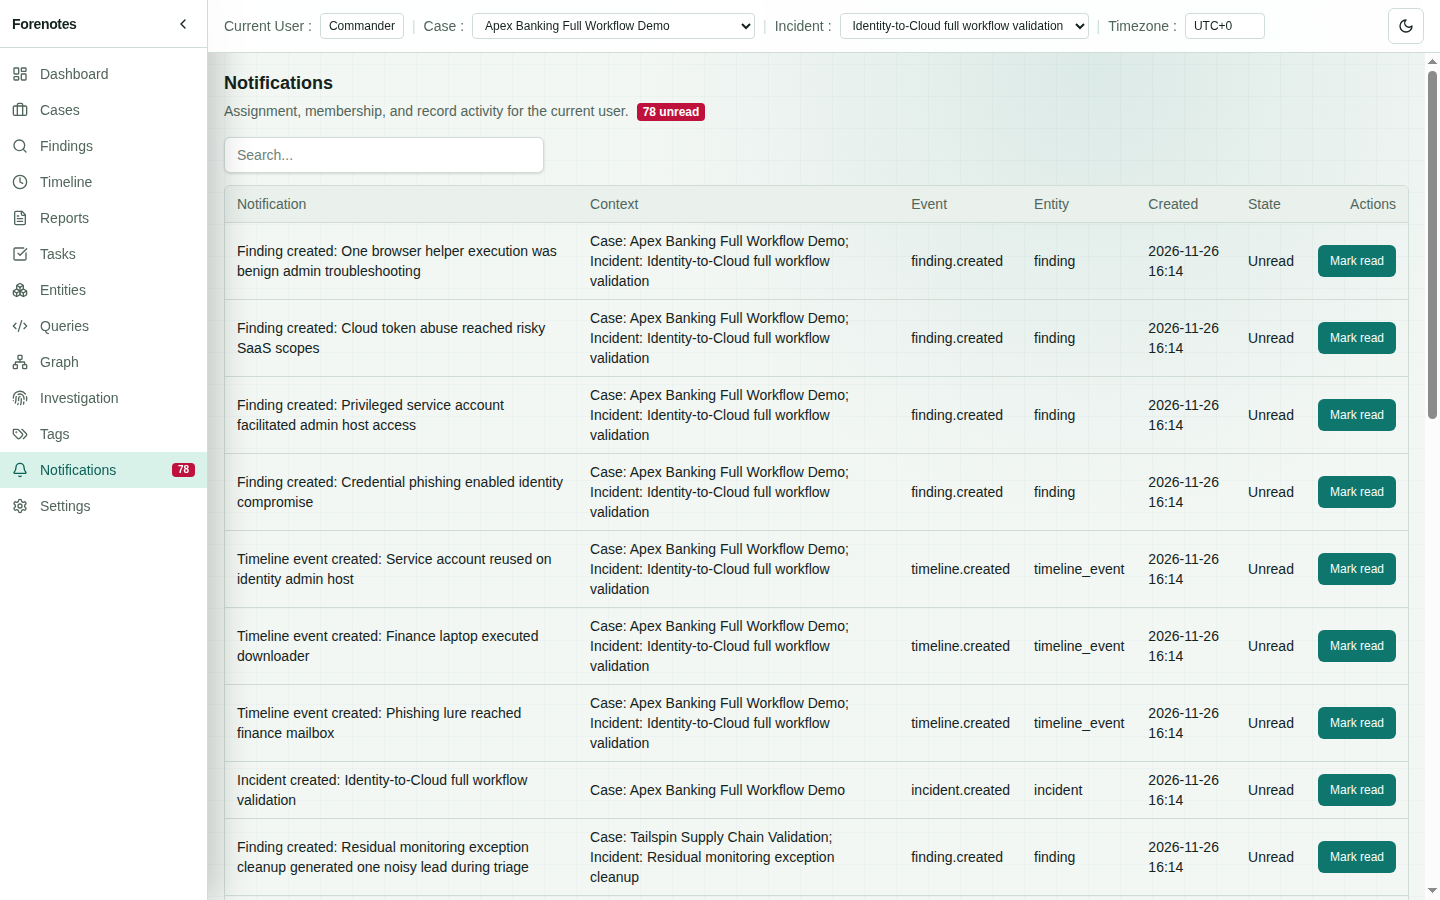 Forenotes
Current User :
Commander
|
Case :
Apex Banking Full Workflow Demo
|
Incident :
Identity-to-Cloud full workflow validation
|
Timezone :
UTC+0
Dashboard
Cases
Findings
Timeline
Reports
Tasks
Entities
Queries
Graph
Investigation
Tags
Notifications
78
Settings
Notifications
Assignment, membership, and record activity for the current user.
78 unread
Search...
Notification
Context
Event
Entity
Created
State
Actions
Finding created: One browser helper execution was
benign admin troubleshooting
Case: Apex Banking Full Workflow Demo;
Incident: Identity-to-Cloud full workflow
validation
finding.created
finding
2026-11-26
16:14
Unread
Mark read
Finding created: Cloud token abuse reached risky
SaaS scopes
Case: Apex Banking Full Workflow Demo;
Incident: Identity-to-Cloud full workflow
validation
finding.created
finding
2026-11-26
16:14
Unread
Mark read
Finding created: Privileged service account
facilitated admin host access
Case: Apex Banking Full Workflow Demo;
Incident: Identity-to-Cloud full workflow
validation
finding.created
finding
2026-11-26
16:14
Unread
Mark read
Finding created: Credential phishing enabled identity
compromise
Case: Apex Banking Full Workflow Demo;
Incident: Identity-to-Cloud full workflow
validation
finding.created
finding
2026-11-26
16:14
Unread
Mark read
Timeline event created: Service account reused on
identity admin host
Case: Apex Banking Full Workflow Demo;
Incident: Identity-to-Cloud full workflow
validation
timeline.created
timeline_event
2026-11-26
16:14
Unread
Mark read
Timeline event created: Finance laptop executed
downloader
Case: Apex Banking Full Workflow Demo;
Incident: Identity-to-Cloud full workflow
validation
timeline.created
timeline_event
2026-11-26
16:14
Unread
Mark read
Timeline event created: Phishing lure reached
finance mailbox
Case: Apex Banking Full Workflow Demo;
Incident: Identity-to-Cloud full workflow
validation
timeline.created
timeline_event
2026-11-26
16:14
Unread
Mark read
Incident created: Identity-to-Cloud full workflow
validation
Case: Apex Banking Full Workflow Demo
incident.created
incident
2026-11-26
16:14
Unread
Mark read
Finding created: Residual monitoring exception
cleanup generated one noisy lead during triage
Case: Tailspin Supply Chain Validation;
Incident: Residual monitoring exception
cleanup
finding.created
finding
2026-11-26
16:14
Unread
Mark read